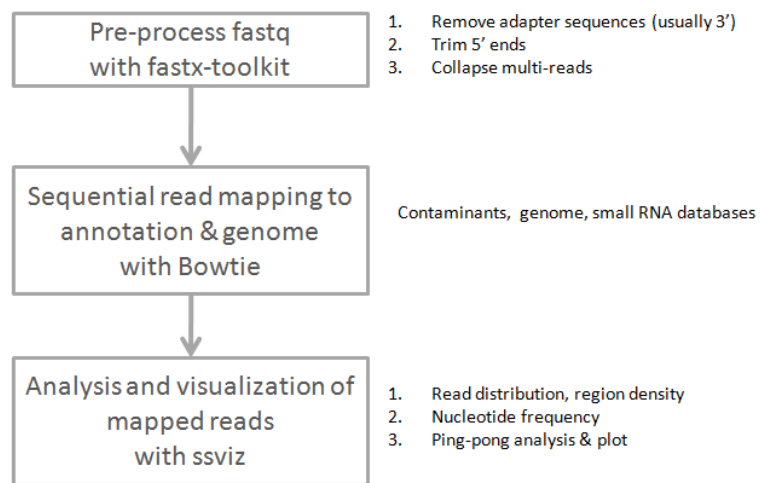 Pre-process fastq
with fastx-toolkit
1. Remove adapter sequences (usually 3’)
2. Trim 5’ ends
3. Collapse multi-reads
Sequential read mapping to
annotation & genome
with Bowtie
Contaminants, genome, small RNA databases
Analysis and visualization of
mapped reads
with ssviz
1. Read distribution, region density
2. Nucleotide frequency
3. Ping-pong analysis & plot